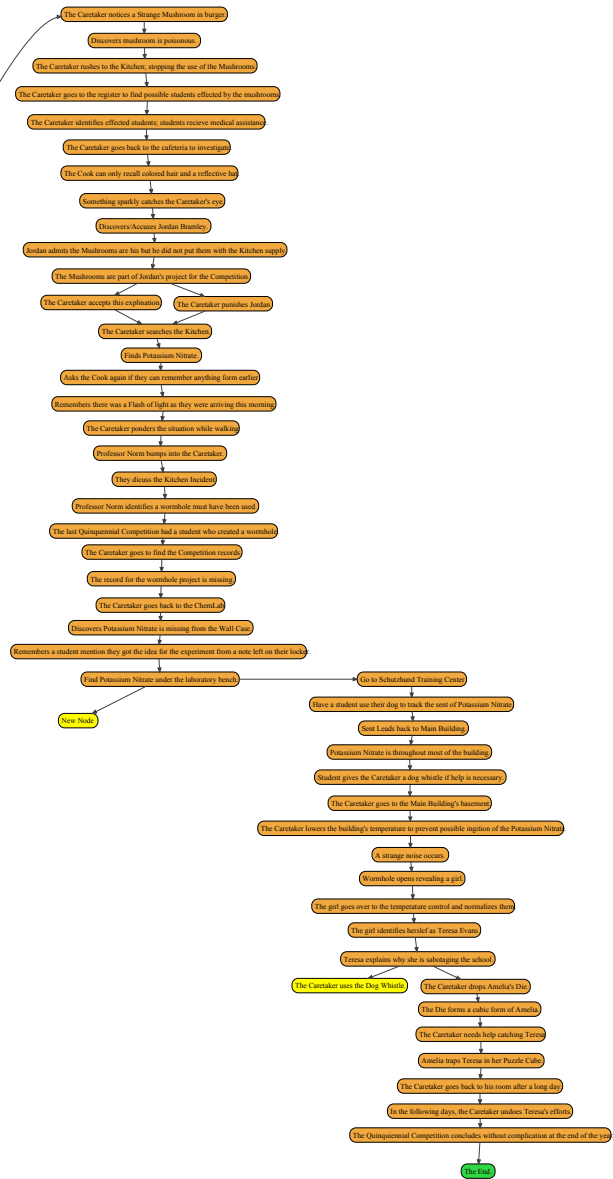 The Caretaker notices a Strange Mushroom in burger.
Discovers mushroom is poisonous.
The Caretaker rushes to the Kitchen; stopping the use of the Mushrooms.
The Caretaker goes to the register to find possible students effected by the mushrooms
The Caretaker identifies effected students; students recieve medical assistance.
The Caretaker goes back to the cafeteria to investigate
The Cook can only recall colored hair and a reflective hat
Something sparkly catches the Caretaker's eye.
Discovers/Accuses Jordan Bramley.
Jordan admits the Mushrooms are his but he did not put them with the Kitchen supply.
The Mushrooms are part of Jordan's project for the Competition.
The Caretaker accepts this explination
The Caretaker punishes Jordan
The Caretaker searches the Kitchen
Finds Potassium Nitrate.
Asks the Cook again if they can remember anything form earlier
Remembers there was a Flash of light as they were arriving this morning.
The Caretaker ponders the situation while walking
Professor Norm bumps into the Caretaker.
They dicuss the Kitchen Incident
Professor Norm identifies a wormhole must have been used.
The last Quinquennial Competition had a student who created a wormhole
The Caretaker goes to find the Competition records.
The record for the wormhole project is missing.
The Caretaker goes back to the ChemLab
Discovers Potassium Nitrate is missing from the Wall Case.
Remembers a student mention they got the idea for the experiment from a note left on their locker.
Find Potassium Nitrate under the laboratory bench.
Go to Schutzhund Training Center
New Node
Have a student use their dog to track the sent of Potassium Nitrate.
Sent Leads back to Main Building.
Potassium Nitrate is throughout most of the building.
Student gives the Caretaker a dog whistle if help is necessary.
The Caretaker goes to the Main Building's basement.
The Caretaker lowers the building's temperature to prevent possible ingition of the Potassium Nitrate.
A strange noise occurs.
Wormhole opens revealing a girl.
The girl goes over to the temperature control and normalizes them
The girl identifies herslef as Teresa Evans.
Teresa explains why she is sabotaging the school.
The Caretaker uses the Dog Whistle.
The Caretaker drops Amelia's Die.
The Die forms a cubic form of Amelia.
The Caretaker needs help catching Teresa
Amelia traps Teresa in her Puzzle Cube.
The Caretaker goes back to his room after a long day.
In the following days, the Caretaker undoes Teresa's efforts.
The Quinquiennial Competition concludes without complication at the end of the year
The End.